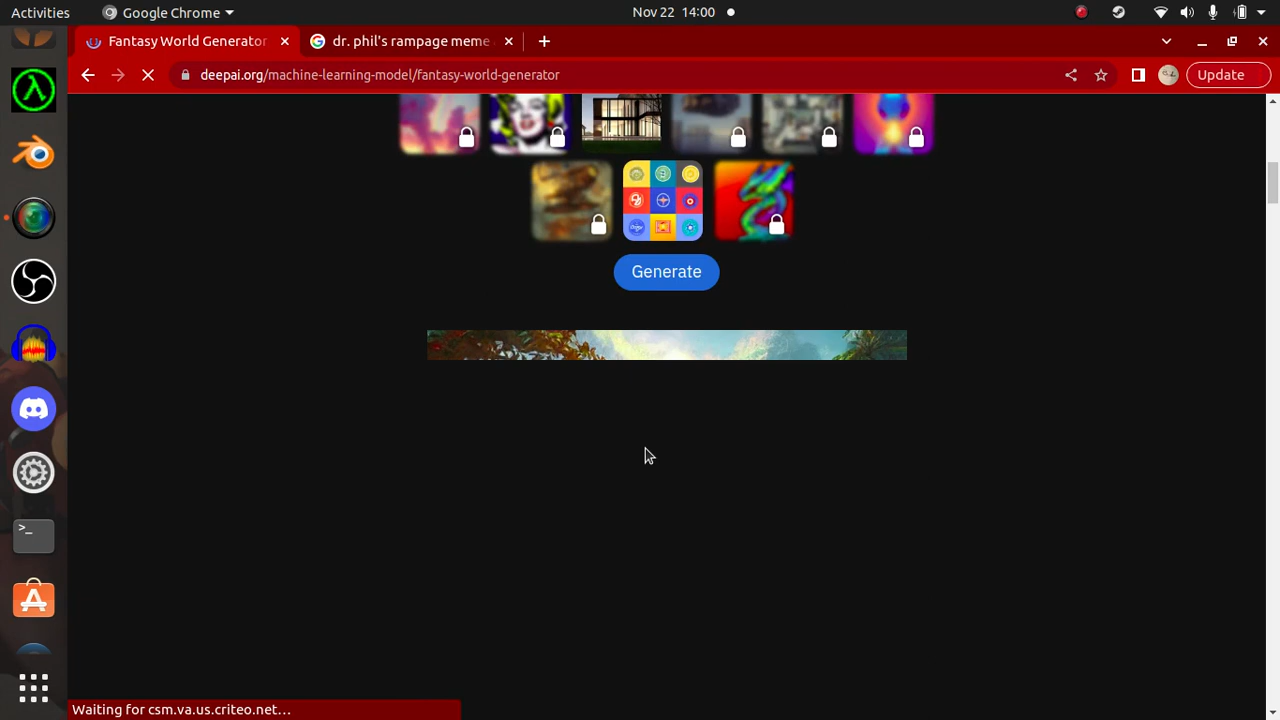 Activities
Google Chrome
Nov 22 14:00
Fantasy World Generator
dr. phil's rampage meme
deepai.org/machine-learning-model/fantasy-world-generator
Update
Generate
>_
Waiting for csm.va.us.criteo.net…